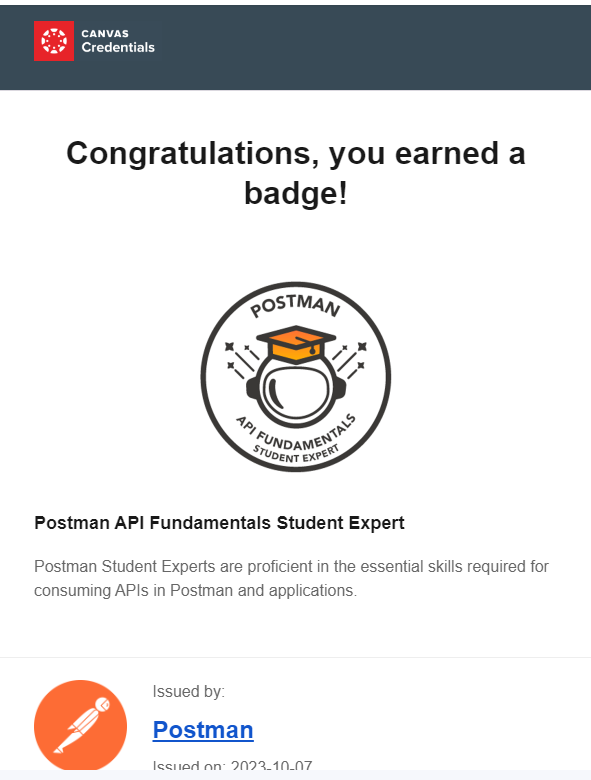 CANVAS
Credentials
Congratulations, you earned a
badge!
POSTMAN
API FUNDAMENTALS
STUDENT EXPERT
Postman API Fundamentals Student Expert
Postman Student Experts are proficient in the essential skills required for
consuming APIs in Postman and applications.
Issued by:
Postman
Issued on: 2023-10-07